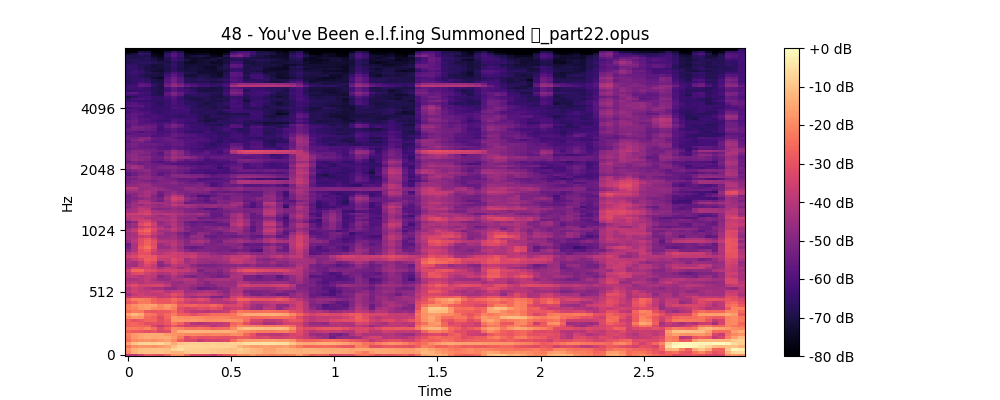 48 - You've Been e.l.f.ing Summoned _part22.opus
+0 dB
-10 dB
-20 dB
-30 dB
-40 dB
-50 dB
-60 dB
-70 dB
-80 dB
Hz
4096
2048
1024
512
0
0 0.5 1 1.5 2 2.5
Time